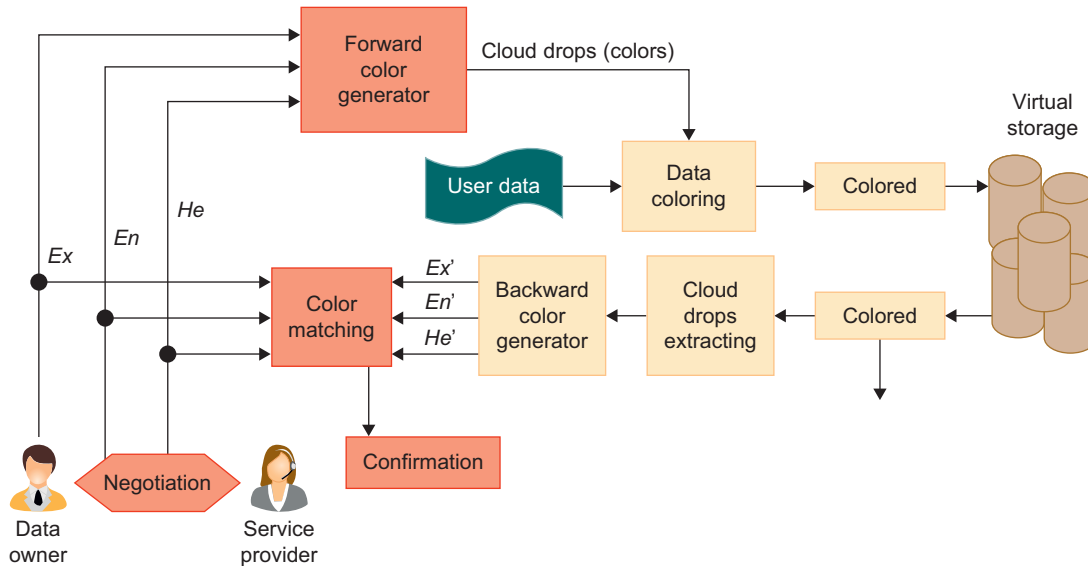 Forward
color
generator
Cloud drops (colors)
Virtual
storage
User data
Data
coloring
Colored
He
En
Ex
Color
matching
Ex’
En’
He’
Backward
color
generator
Cloud
drops
extracting
Colored
Negotiation
Confirmation
Data
owner
Service
provider